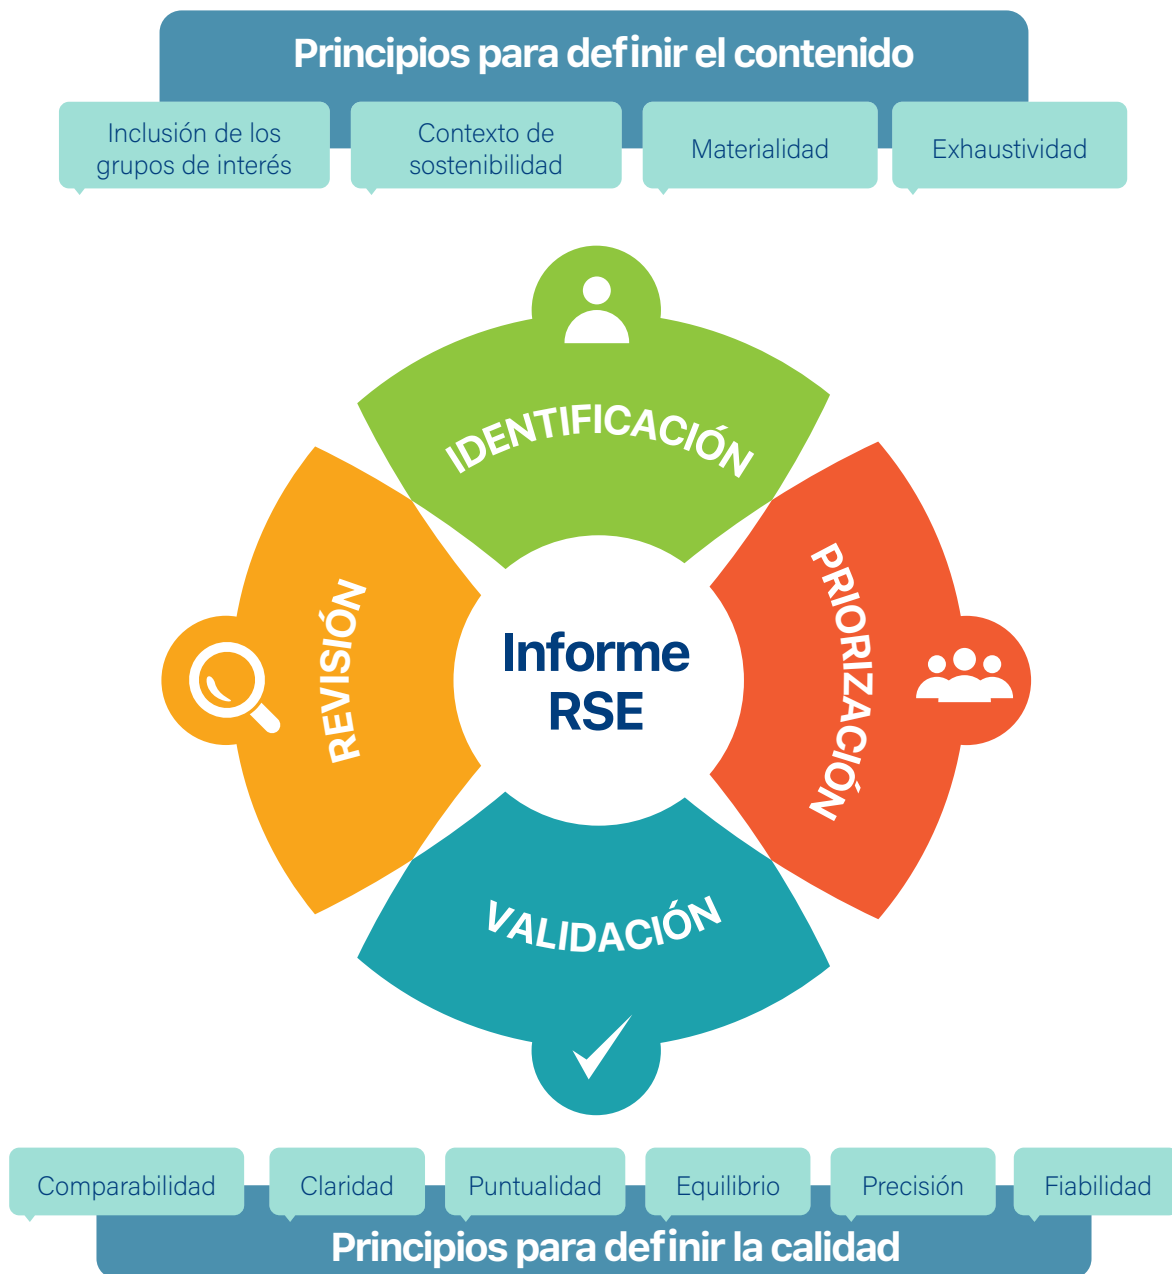 Principios para definir el contenido
Inclusión de los
grupos de interés
Contexto de
sostenibilidad
Materialidad
Exhaustividad
IDENTIFICACIÓN
PRIORIZACIÓN
REVISIÓN
Informe
RSE
VALIDACIÓN
Comparabilidad
Claridad
Puntualidad
Equilibrio
Precisión
Fiabilidad
Principios para definir la calidad